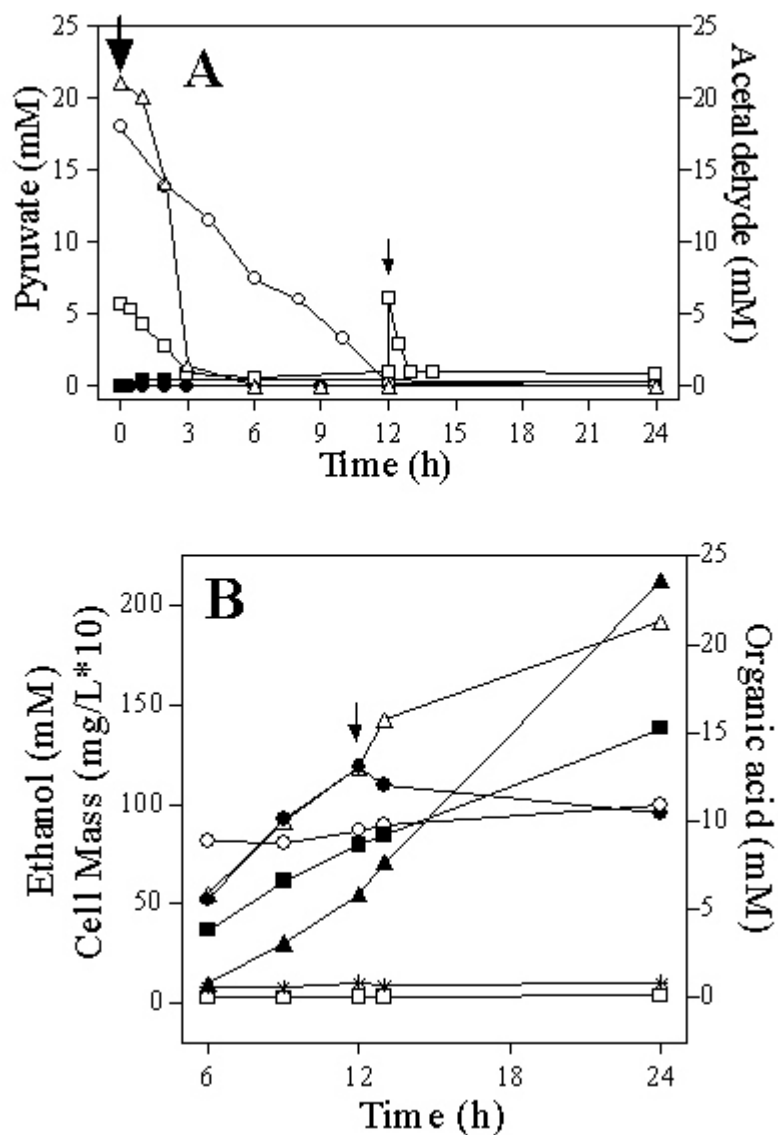 A
Pyruvate (mM)
25
20
15
10
5
0
Acetaldehyde (mM)
25
20
15
10
5
0
0 3 6 9 12 15 18 21 24
Time (h)
B
Ethanol (mM)
Cell Mass (mg/L*10)
200
150
100
50
0
Organic acid (mM)
25
20
15
10
5
0
6 12 18 24
Time (h)